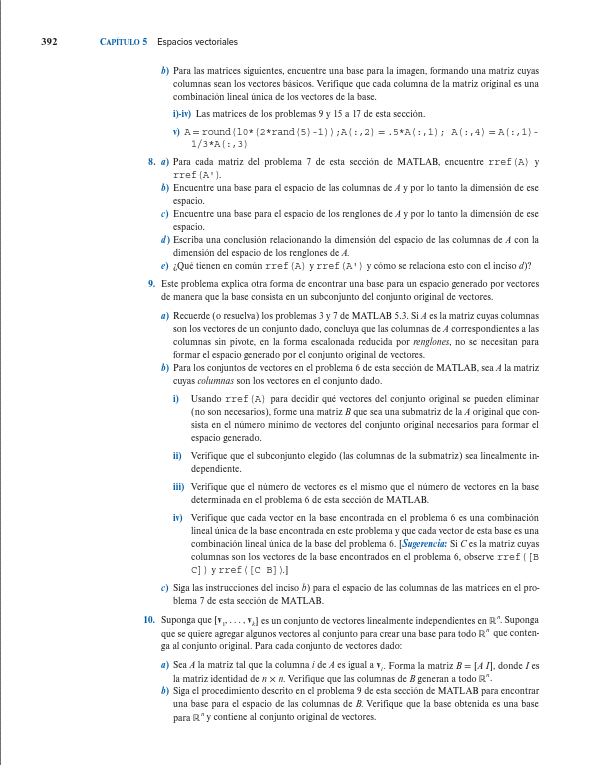 392 CAPÍTULO 5 Espacios vectoriales
b) Para las matrices siguientes, encuentre una base para la imagen, formando una matriz cuyas
columnas sean los vectores básicos. Verifique que cada columna de la matriz original es una
combinación lineal única de los vectores de la base.
i)-iv) Las matrices de los problemas 9 y 15 a 17 de esta sección.
v) A=round(10*(2*rand(5)-1));A(:,2)=.5*A(:,1); A(:,4)=A(:,1)-
1/3*A(:,3)
8. a) Para cada matriz del problema 7 de esta sección de MATLAB, encuentre rref(A) y
rref(A').
b) Encuentre una base para el espacio de las columnas de A y por lo tanto la dimensión de ese
espacio.
c) Encuentre una base para el espacio de los renglones de A y por lo tanto la dimensión de ese
espacio.
d) Escriba una conclusión relacionando la dimensión del espacio de las columnas de A con la
dimensión del espacio de los renglones de A.
e) ¿Qué tienen en común rref(A) y rref(A') y cómo se relaciona esto con el inciso d)?
9. Este problema explica otra forma de encontrar una base para un espacio generado por vectores
de manera que la base consista en un subconjunto del conjunto original de vectores.
a) Recuerde (o resuelva) los problemas 3 y 7 de MATLAB 5.3. Si A es la matriz cuyas columnas
son los vectores de un conjunto dado, concluya que las columnas de A correspondientes a las
columnas sin pivote, en la forma escalonada reducida por renglones, no se necesitan para
formar el espacio generado por el conjunto original de vectores.
b) Para los conjuntos de vectores en el problema 6 de esta sección de MATLAB, sea A la matriz
cuyas columnas son los vectores en el conjunto dado.
i) Usando rref(A) para decidir qué vectores del conjunto original se pueden eliminar
(no son necesarios), forme una matriz B que sea una submatriz de la A original que con-
sista en el número mínimo de vectores del conjunto original necesarios para formar el
espacio generado.
ii) Verifique que el subconjunto elegido (las columnas de la submatriz) sea linealmente in-
dependiente.
iii) Verifique que el número de vectores es el mismo que el número de vectores en la base
determinada en el problema 6 de esta sección de MATLAB.
iv) Verifique que cada vector en la base encontrada en el problema 6 es una combinación
lineal única de la base encontrada en este problema y que cada vector de esta base es una
combinación lineal única de la base del problema 6. [Sugerencia: Si C es la matriz cuyas
columnas son los vectores de la base encontrados en el problema 6, observe rref([B
C]) y rref([C B]).]
c) Siga las instrucciones del inciso b) para el espacio de las columnas de las matrices en el pro-
blema 7 de esta sección de MATLAB.
10. Suponga que [v₁, . . . , vₖ] es un conjunto de vectores linealmente independientes en ℝⁿ. Suponga
que se quiere agregar algunos vectores al conjunto para crear una base para todo ℝⁿ que conten-
ga al conjunto original. Para cada conjunto de vectores dado:
a) Sea A la matriz tal que la columna i de A es igual a vᵢ. Forma la matriz B = [A I], donde I es
la matriz identidad de n × n. Verifique que las columnas de B generan a todo ℝⁿ.
b) Siga el procedimiento descrito en el problema 9 de esta sección de MATLAB para encontrar
una base para el espacio de las columnas de B. Verifique que la base obtenida es una base
para ℝⁿ y contiene al conjunto original de vectores.